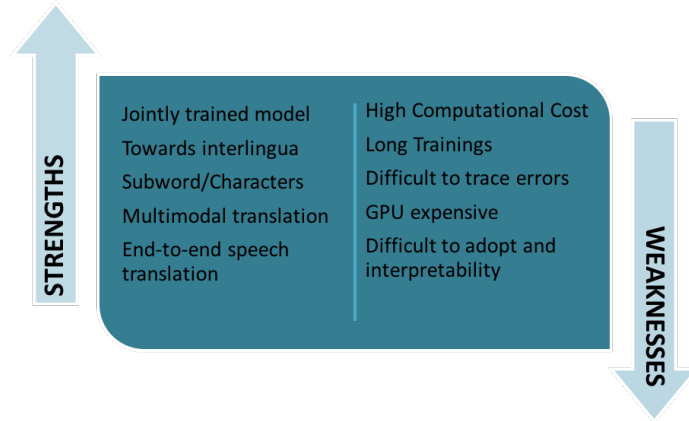 STRENGTHS
Jointly trained model
Towards interlingua
Subword/Characters
Multimodal translation
End-to-end speech
translation
High Computational Cost
Long Trainings
Difficult to trace errors
GPU expensive
Difficult to adopt and
interpretability
WEAKNESSES